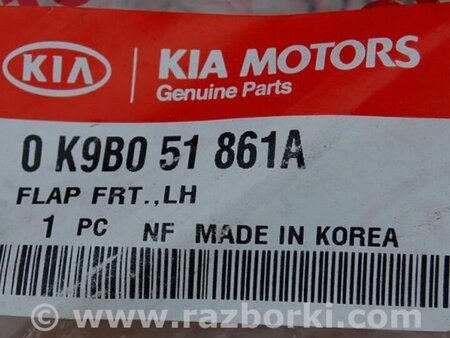 KIA
KIA MOTORS
Genuine Parts
0 K9B0 51 861A
FLAP FRT.,LH
1 PC NF MADE IN KOREA
© www.razborki.com